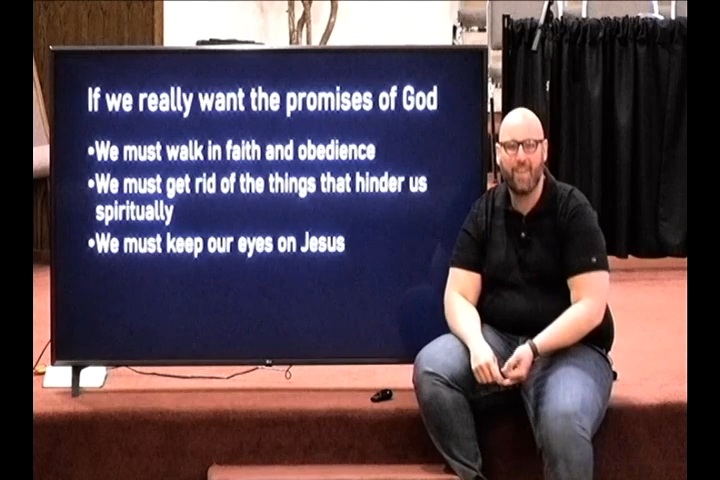 If we really want the promises of God
•We must walk in faith and obedience
•We must get rid of the things that hinder us
spiritually
•We must keep our eyes on Jesus